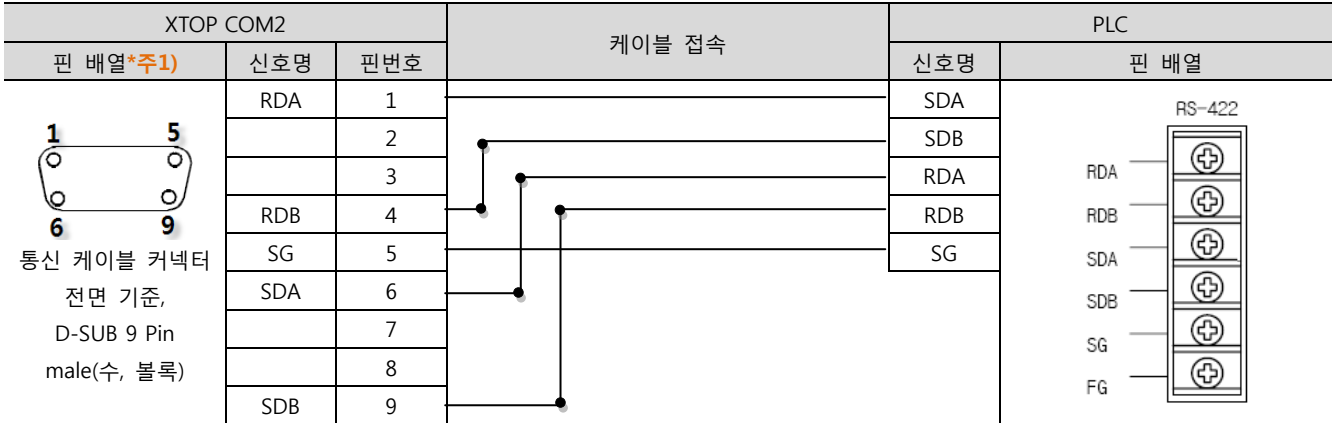 XTOP COM2 케이블 접속 PLC
핀 배열*주1) 신호명 핀번호 신호명 핀 배열
RDA 1 SDA
2 SDB
3 RDA
RDB 4 RDB
SG 5 SG
SDA 6
7
8
SDB 9
1 5
6 9
통신 케이블 커넥터
전면 기준,
D-SUB 9 Pin
male(수, 볼록)
RS-422
RDA
RDB
SDA
SDB
SG
FG